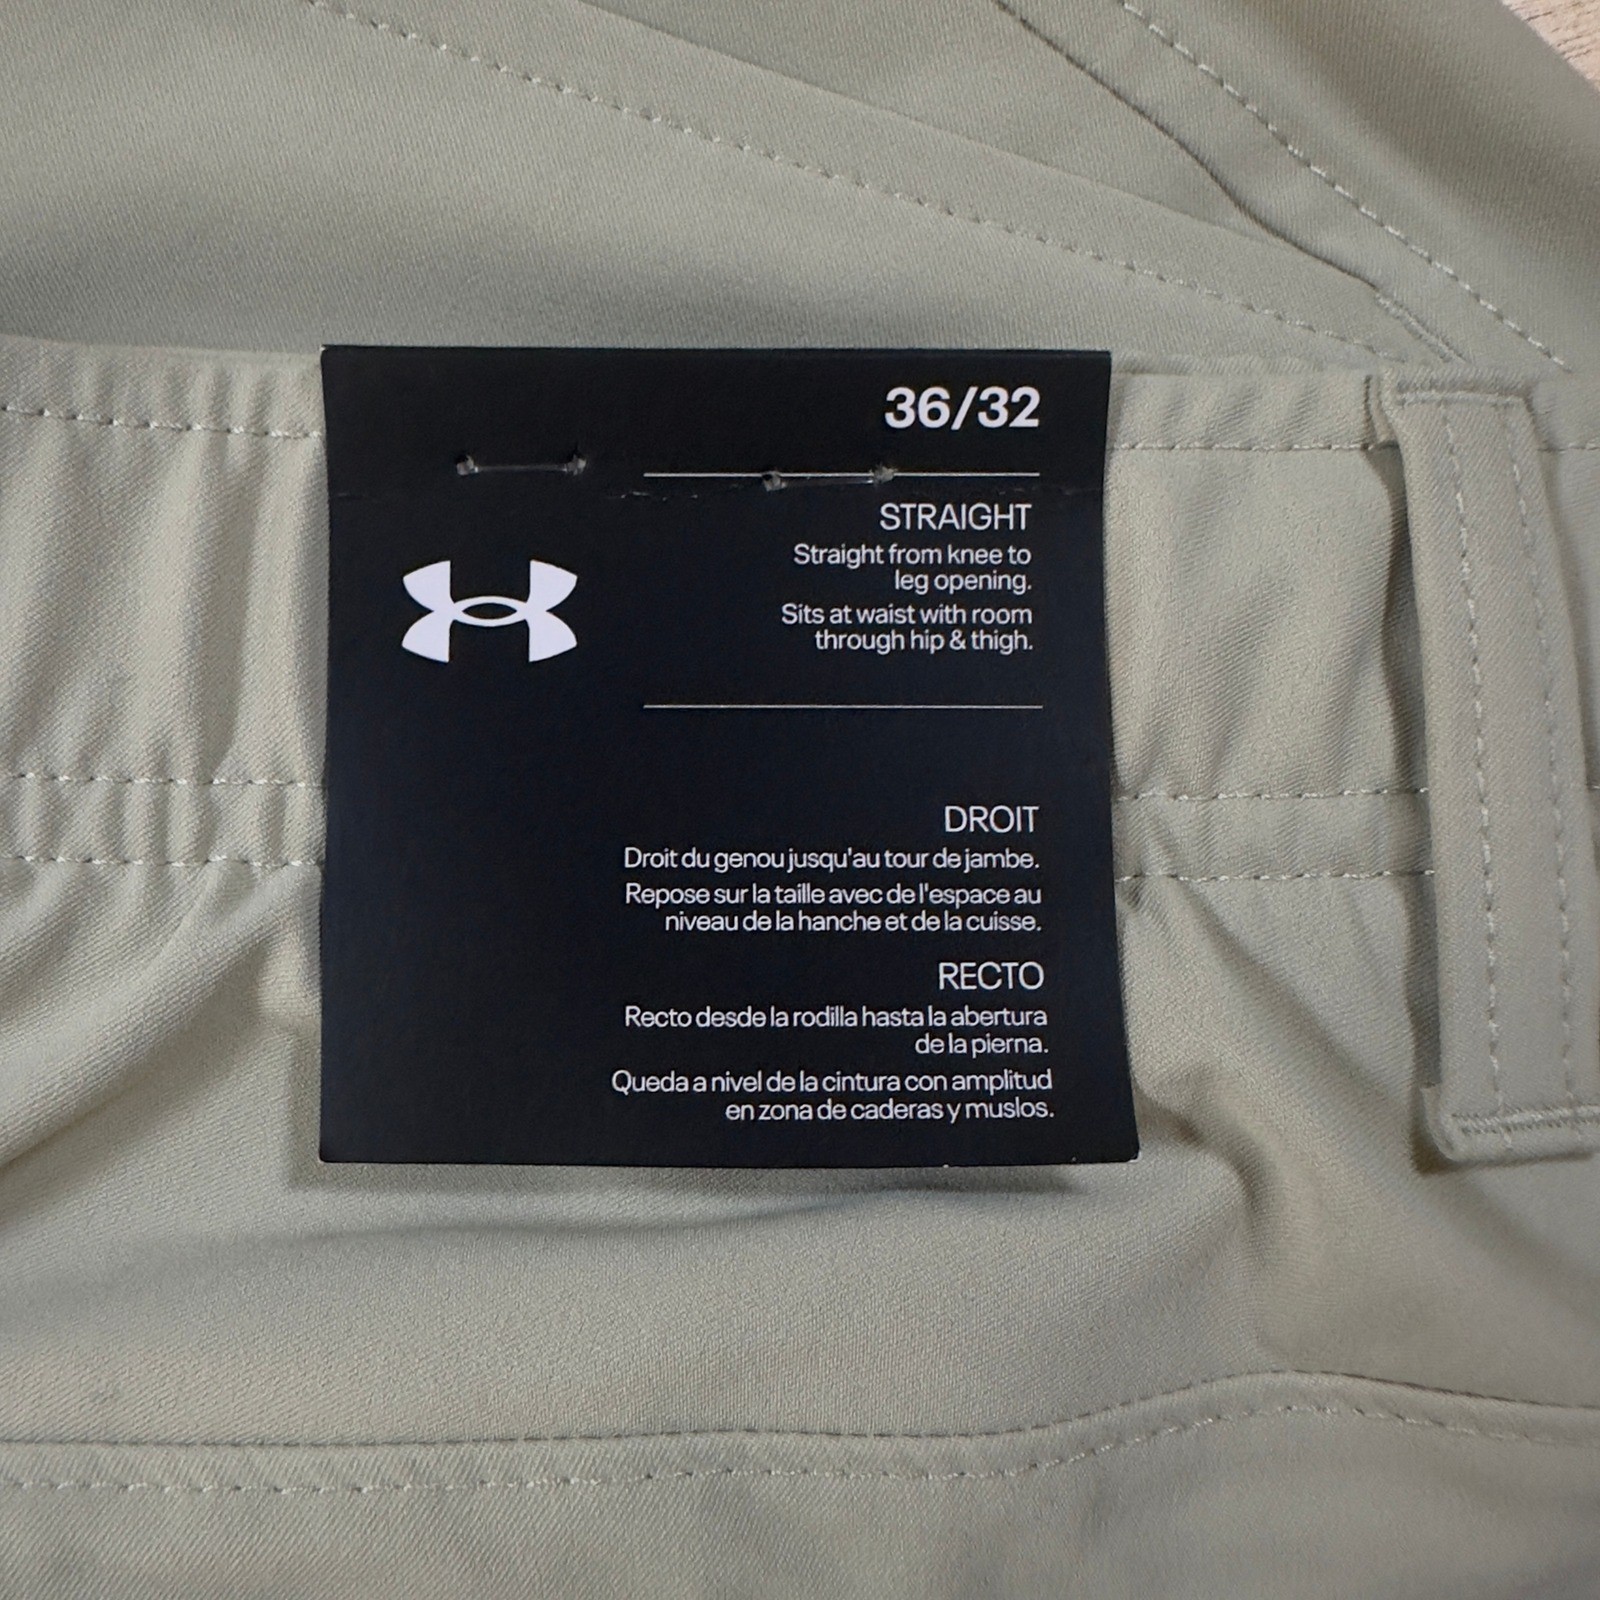 36/32
STRAIGHT
Straight from knee to
leg opening.
Sits at waist with room
through hip & thigh.
DROIT
Droit du genou jusqu'au tour de jambe.
Repose sur la taille avec de l'espace au
niveau de la hanche et de la cuisse.
RECTO
Recto desde la rodilla hasta la abertura
de la pierna.
Queda a nivel de la cintura con amplitud
en zona de caderas y muslos.